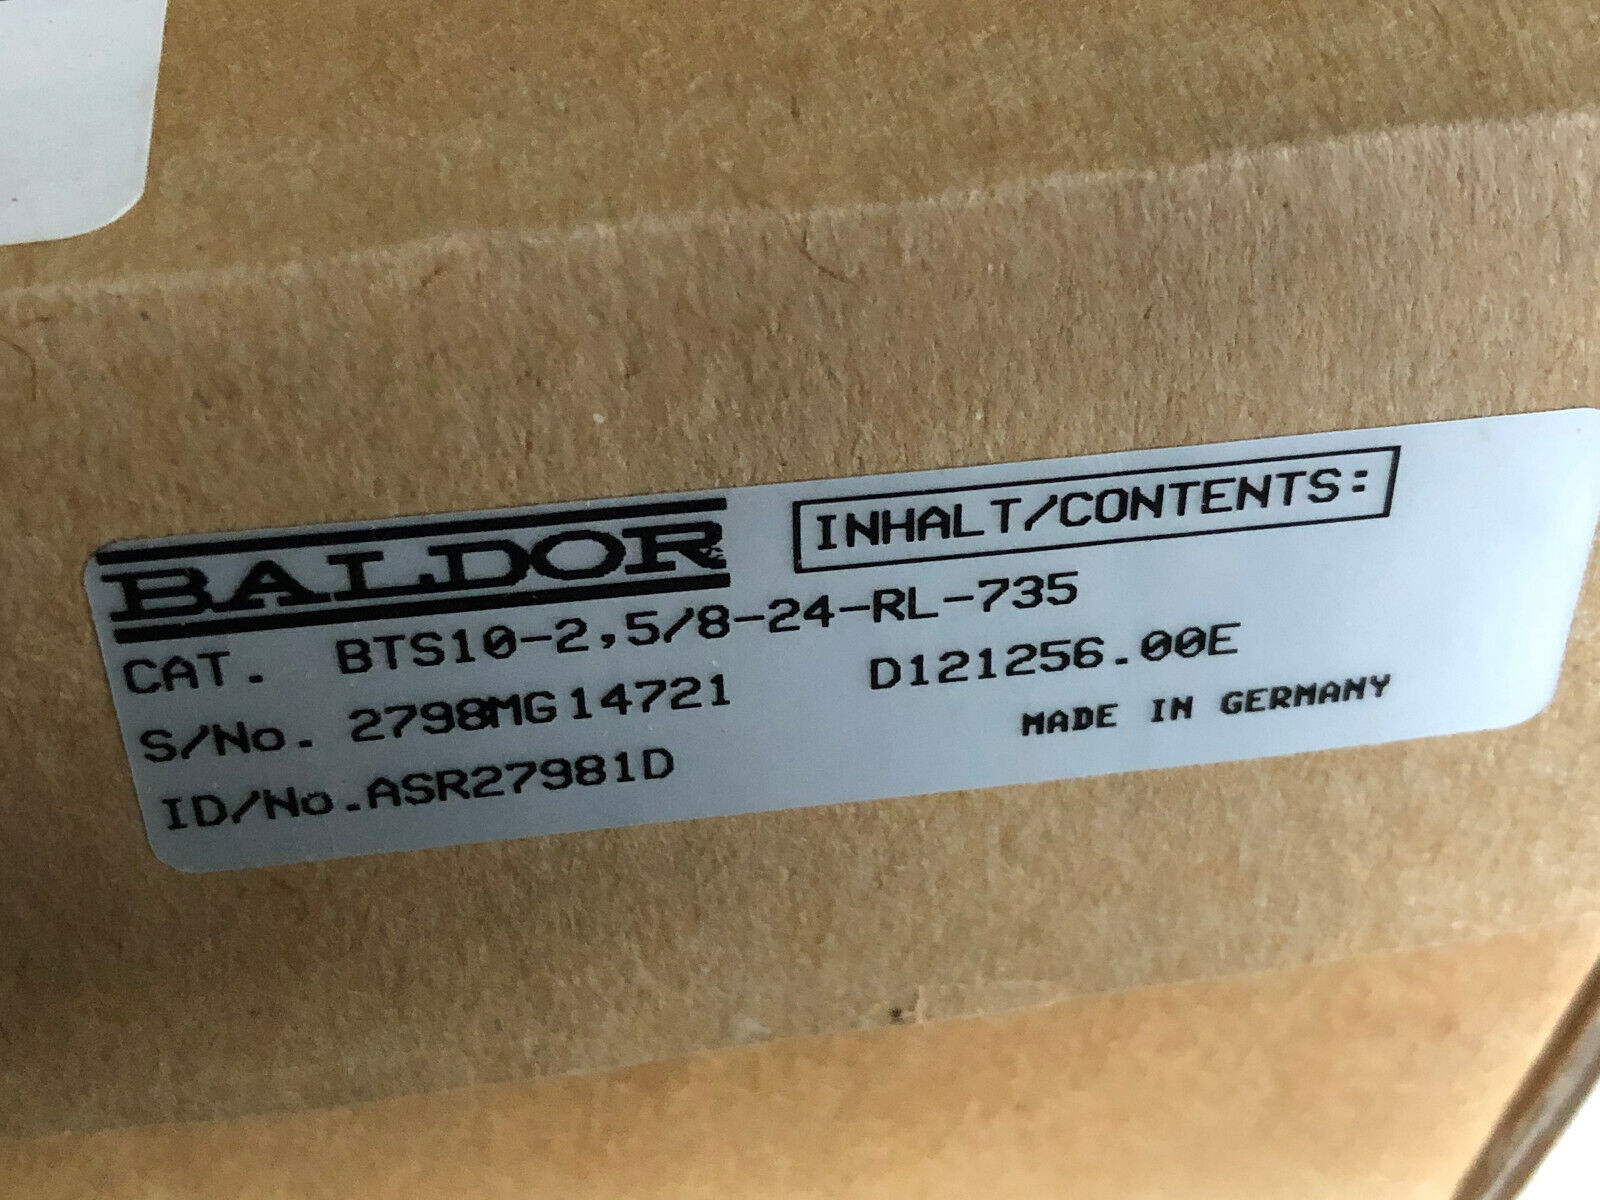 BALDOR INHALT/CONTENTS:
CAT. BTS10-2,5/8-24-RL-735
S/No. 2798MG14721 D121256.00E
ID/No.ASR27981D MADE IN GERMANY